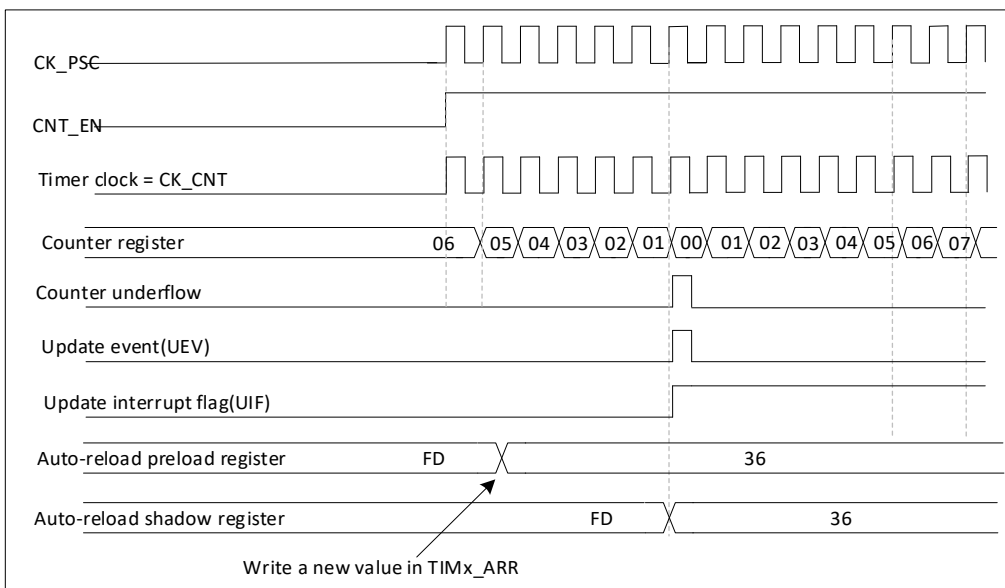 CK_PSC
CNT_EN
Timer clock = CK_CNT
Counter register 06 05 04 03 02 01 00 01 02 03 04 05 06 07
Counter underflow
Update event(UEV)
Update interrupt flag(UIF)
Auto-reload preload register FD 36
Auto-reload shadow register FD 36
Write a new value in TIMx_ARR